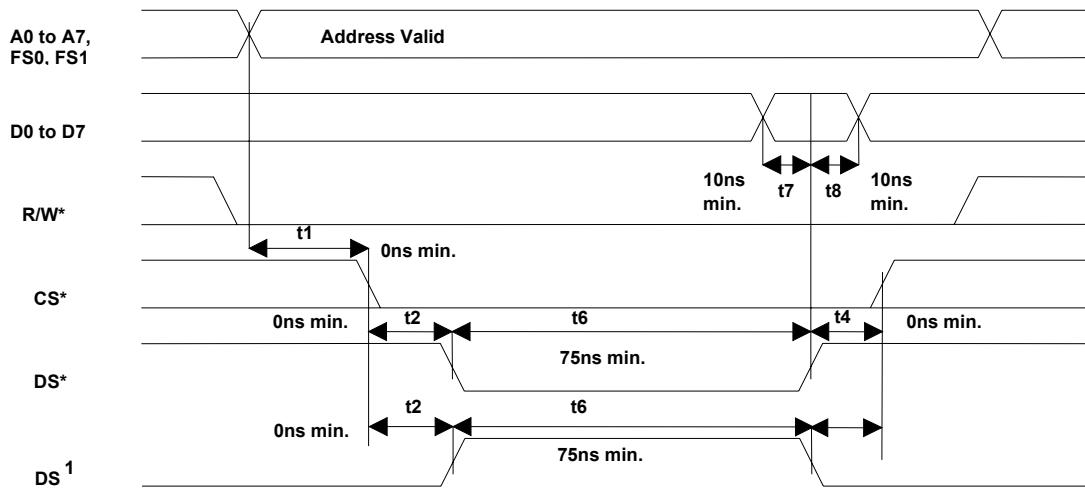 A0 to A7,
FS0, FS1
Address Valid
D0 to D7
10ns
min.
t7
t8
10ns
min.
R/W*
t1
0ns min.
CS*
0ns min.
t2
t6
t4
0ns min.
75ns min.
DS*
t2
t6
0ns min.
75ns min.
DS 1